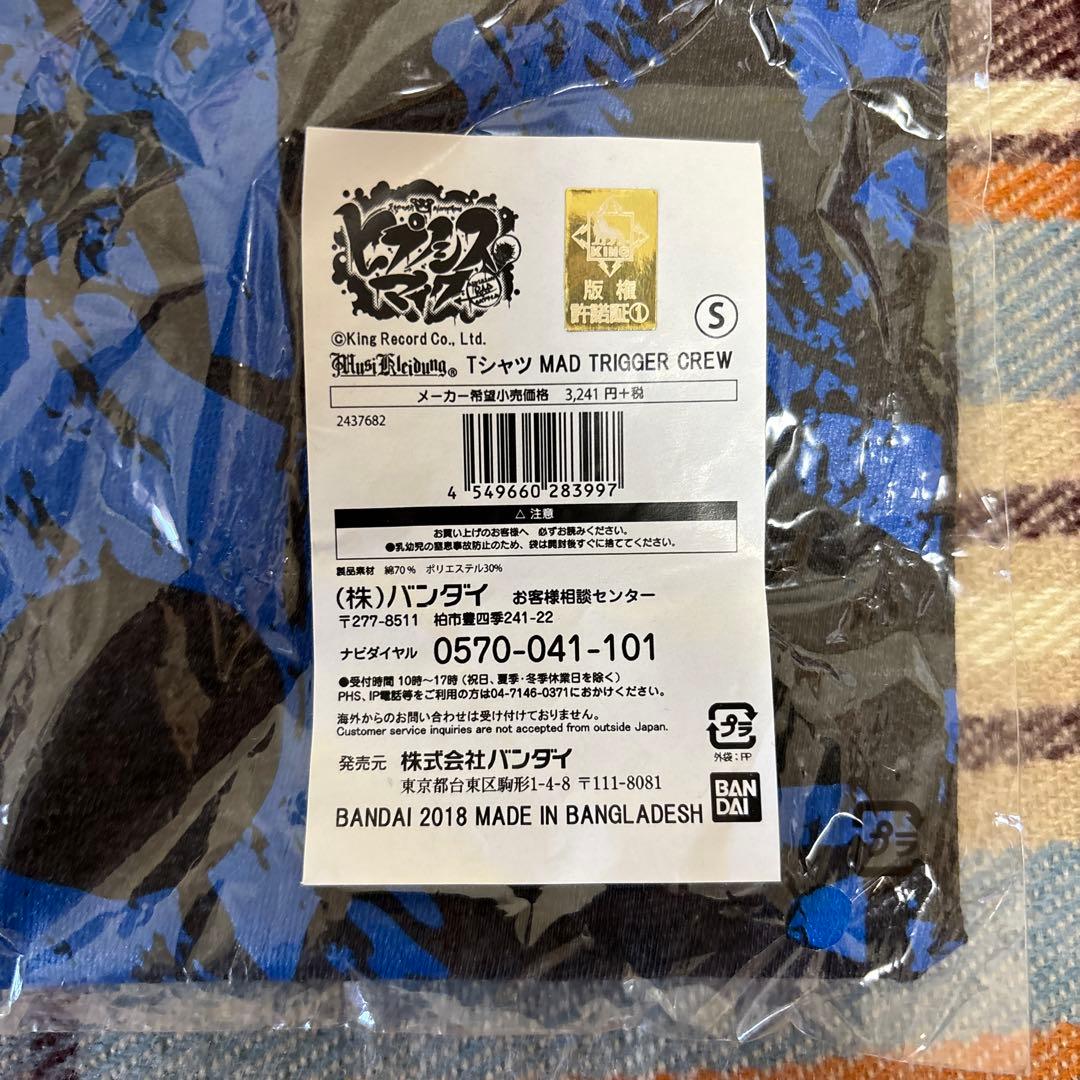 ヒプノシス
マイク
KING
版権
許諾証①
S
©King Record Co., Ltd.
MusiKleidung® Tシャツ MAD TRIGGER CREW
メーカー希望小売価格 3,241円+税
2437682
4 549660 283997
⚠ 注意
お買い上げのお客様へ 必ずお読みください。
●乳幼児の窒息事故防止のため、袋は開封後すぐに捨ててください。
製品素材 綿70% ポリエステル30%
(株)バンダイ お客様相談センター
〒277-8511 柏市豊四季241-22
ナビダイヤル 0570-041-101
●受付時間 10時～17時 (祝日、夏季・冬季休業日を除く)
PHS、IP電話等をご利用の方は04-7146-0371におかけください。
海外からのお問い合わせは受け付けておりません。
Customer service inquiries are not accepted from outside Japan.
プラ
外袋:PP
発売元 株式会社バンダイ
東京都台東区駒形1-4-8 〒111-8081
BANDAI 2018 MADE IN BANGLADESH
BAN
DAI
プラ